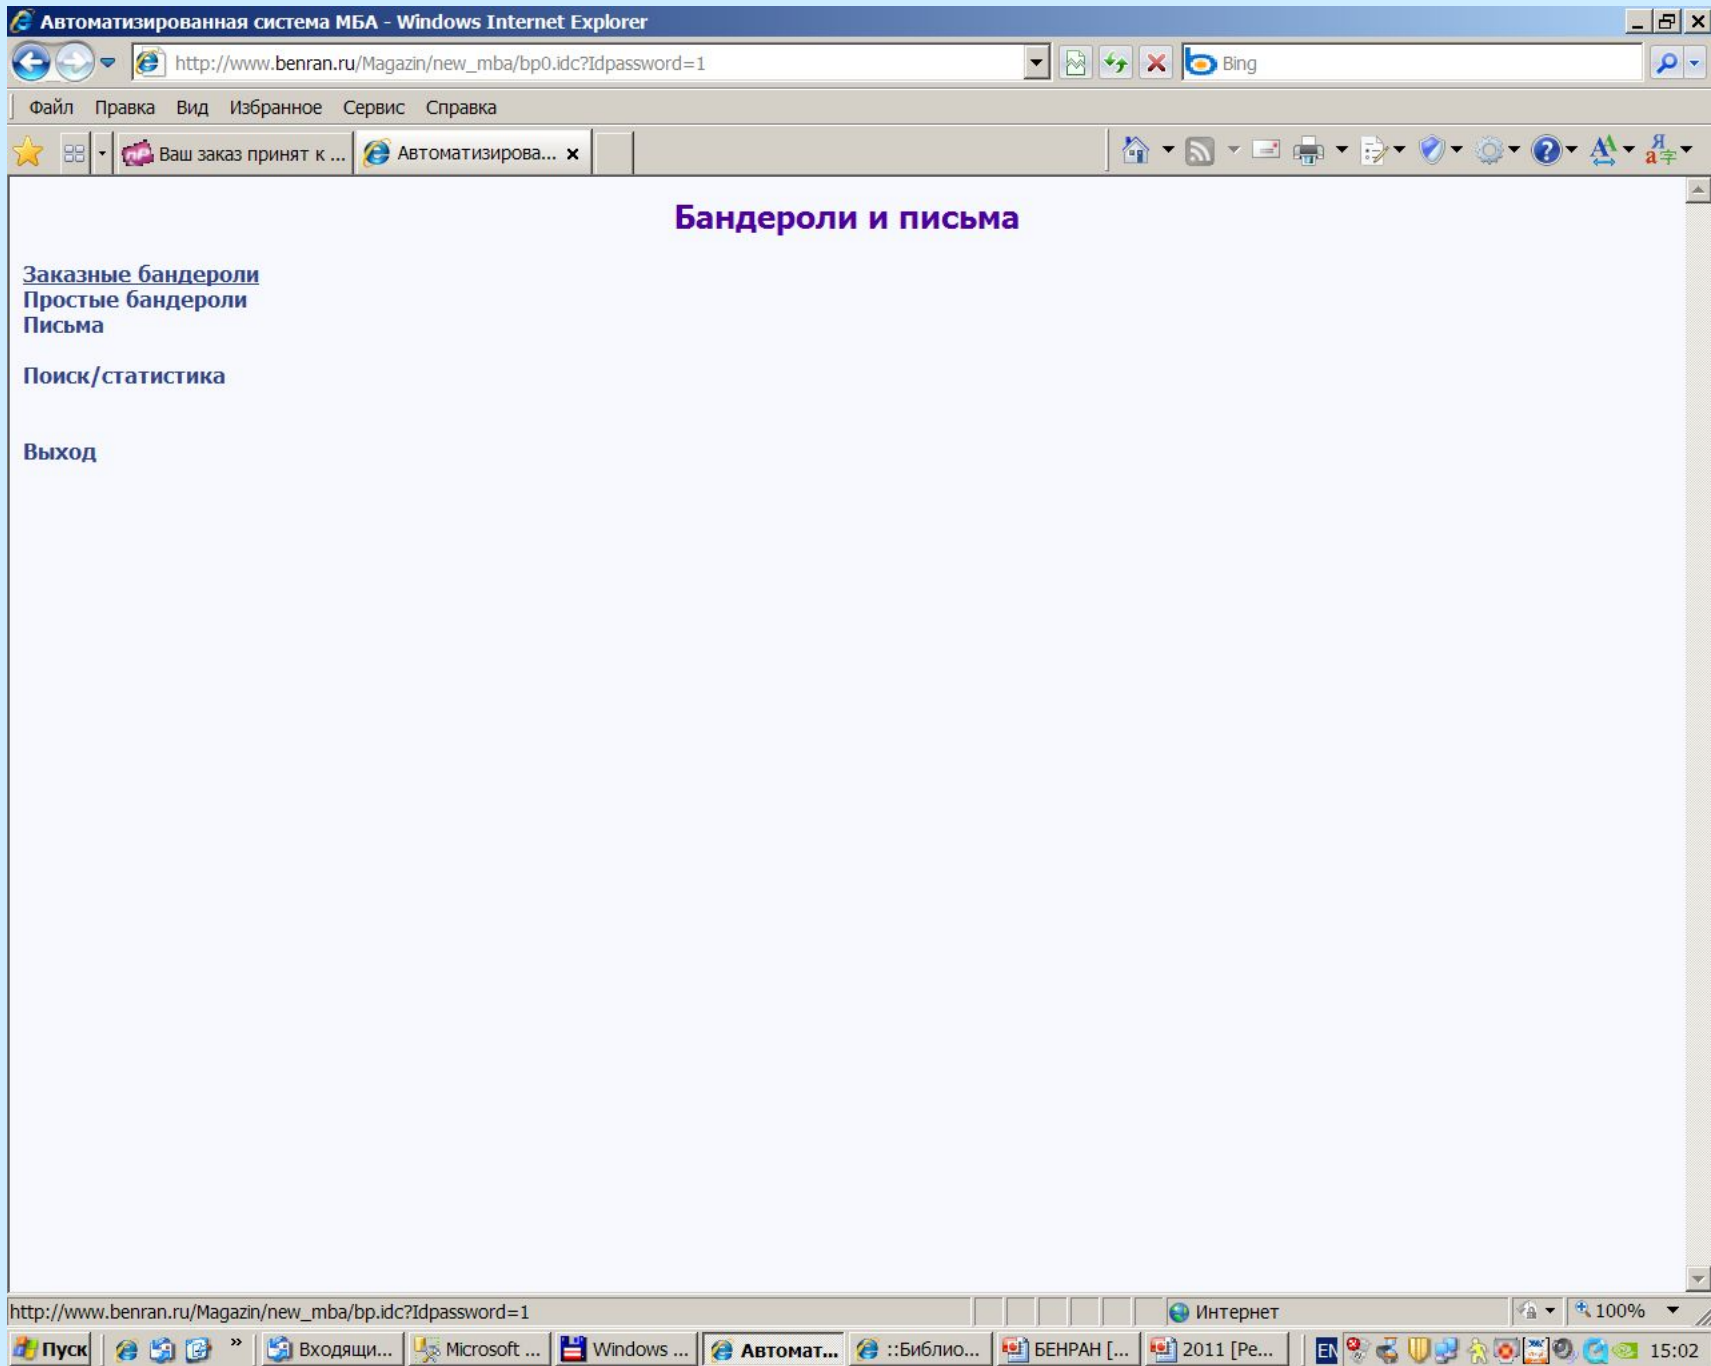 Автоматизированная система МБА - Windows Internet Explorer
http://www.benran.ru/Magazin/new_mba/bp0.idc?Idpassword=1
Bing
Файл Правка Вид Избранное Сервис Справка
Ваш заказ принят к ...
Автоматизирова...
Бандероли и письма
Заказные бандероли
Простые бандероли
Письма
Поиск/статистика
Выход
http://www.benran.ru/Magazin/new_mba/bp.idc?Idpassword=1
Интернет
100%
Пуск
»
Входящи...
Microsoft ...
Windows ...
Автомат...
::Библио...
БЕНРАН [...
2011 [Ре...
EN
15:02